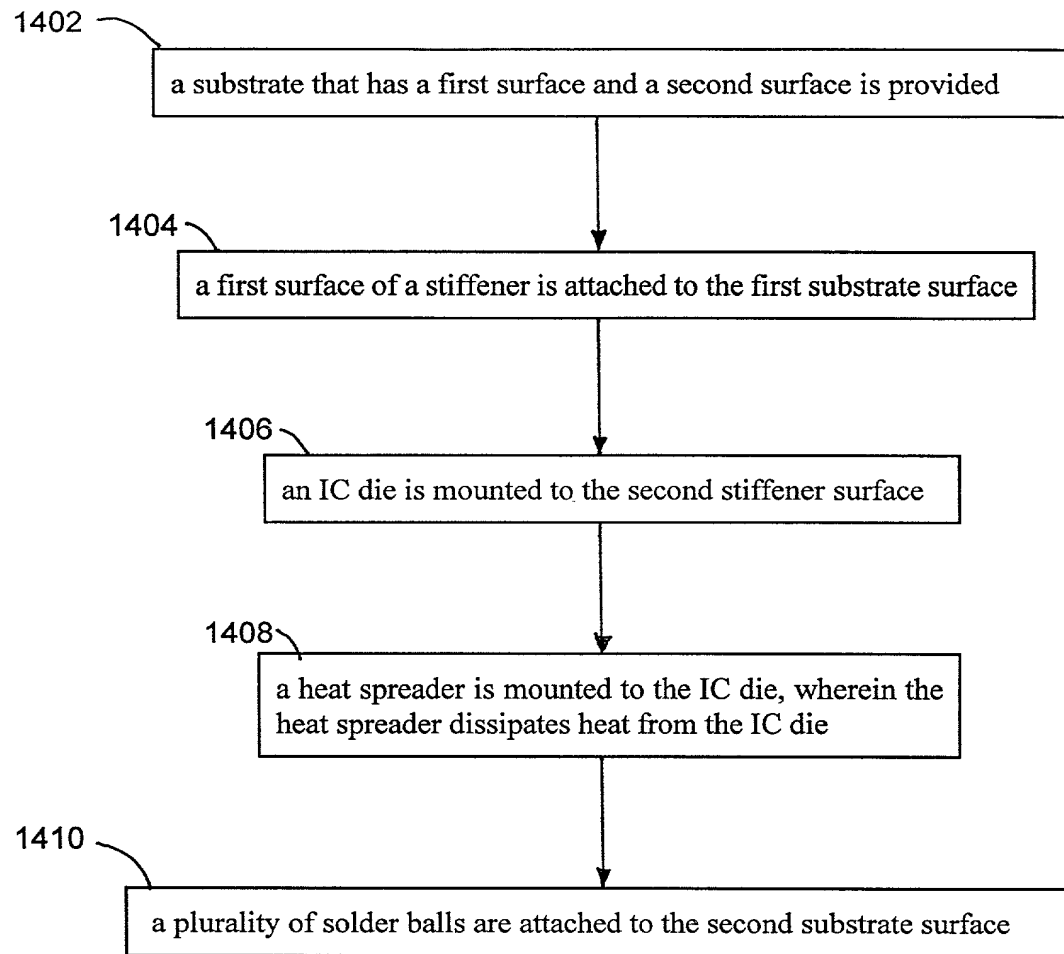 1402
a substrate that has a first surface and a second surface is provided
1404
a first surface of a stiffener is attached to the first substrate surface
1406
an IC die is mounted to the second stiffener surface
1408
a heat spreader is mounted to the IC die, wherein the
heat spreader dissipates heat from the IC die
1410
a plurality of solder balls are attached to the second substrate surface